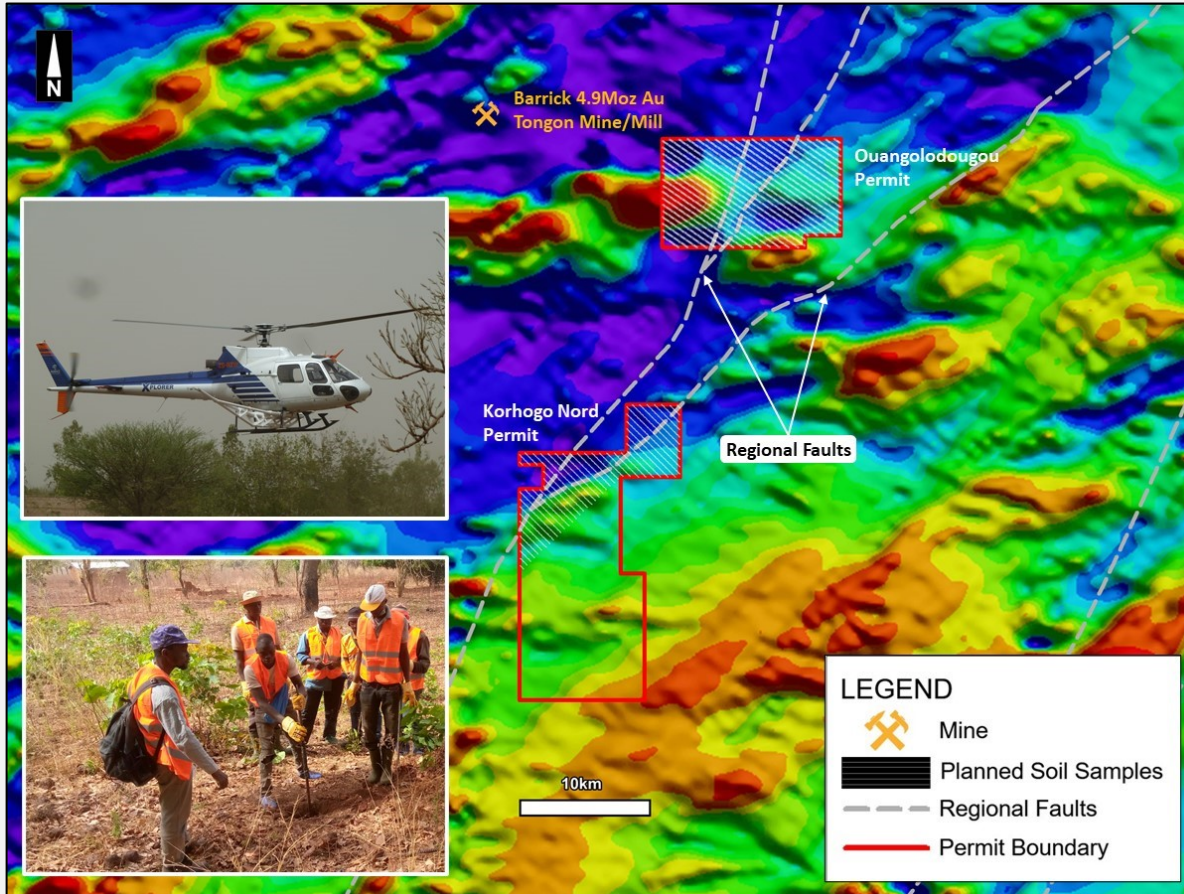 N
Barrick 4.9Moz Au
Tongon Mine/Mill
Ouangolodougou
Permit
XPLORER
Korhogo Nord
Permit
Regional Faults
10km
LEGEND
Mine
Planned Soil Samples
Regional Faults
Permit Boundary